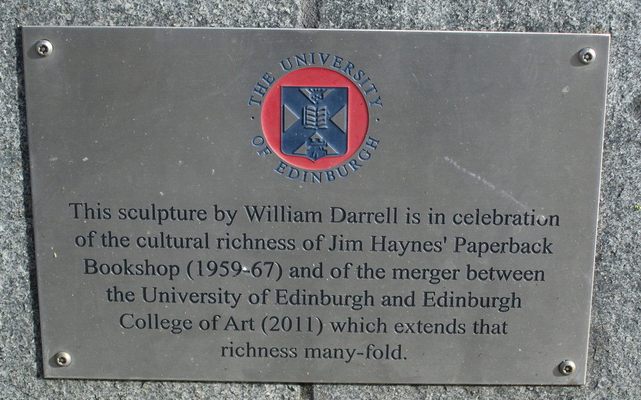 THE UNIVERSITY
OF EDINBURGH
This sculpture by William Darrell is in celebration
of the cultural richness of Jim Haynes' Paperback
Bookshop (1959-67) and of the merger between
the University of Edinburgh and Edinburgh
College of Art (2011) which extends that
richness many-fold.